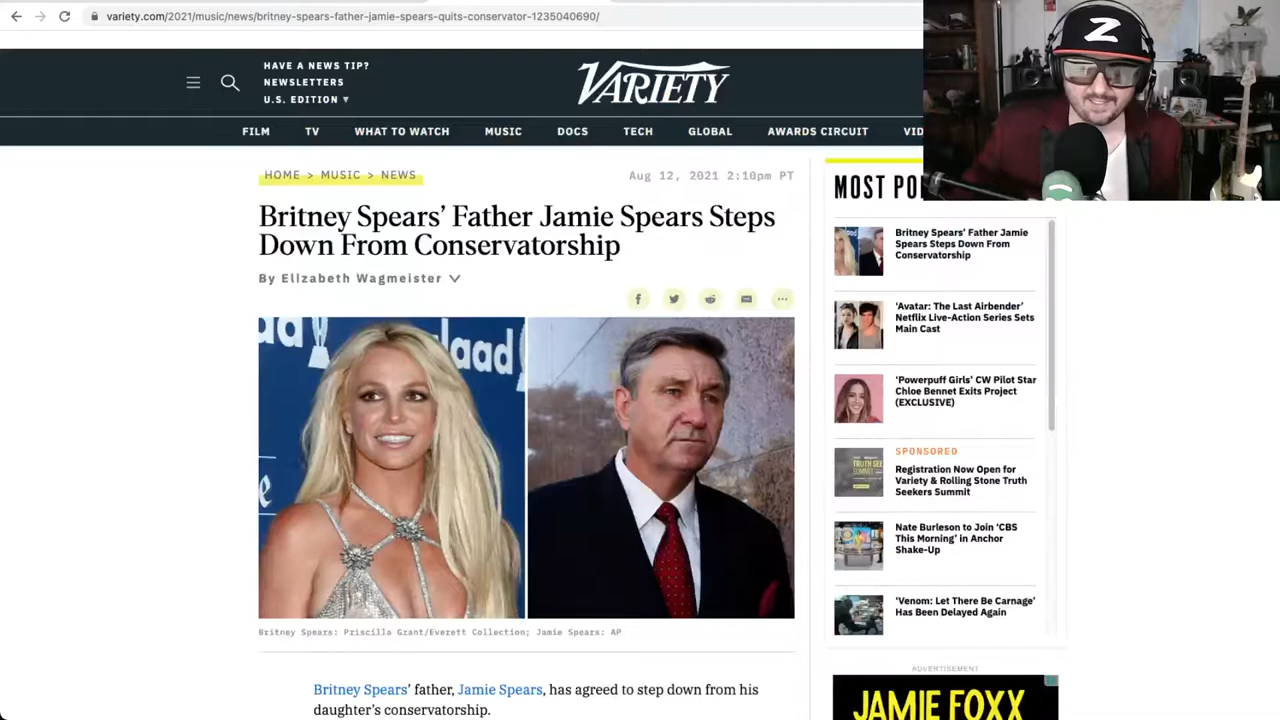 variety.com/2021/music/news/britney-spears-father-jamie-spears-quits-conservator-1235040690/
HAVE A NEWS TIP?
NEWSLETTERS
U.S. EDITION ▾
VARIETY
FILM TV WHAT TO WATCH MUSIC DOCS TECH GLOBAL AWARDS CIRCUIT VID
Z
HOME > MUSIC > NEWS
Aug 12, 2021 2:10pm PT
Britney Spears’ Father Jamie Spears Steps
Down From Conservatorship
By Elizabeth Wagmeister
glaad
Britney Spears: Priscilla Grant/Everett Collection; Jamie Spears: AP
Britney Spears’ father, Jamie Spears, has agreed to step down from his
daughter’s conservatorship.
MOST
Britney Spears’ Father Jamie
Spears Steps Down From
Conservatorship
‘Avatar: The Last Airbender’
Netflix Live-Action Series Sets
Main Cast
‘Powerpuff Girls’ CW Pilot Star
Chloe Bennet Exits Project
(EXCLUSIVE)
SPONSORED
Registration Now Open for
Variety & Rolling Stone Truth
Seekers Summit
Nate Burleson to Join ‘CBS
This Morning’ in Anchor
Shake-Up
‘Venom: Let There Be Carnage’
Has Been Delayed Again
ADVERTISEMENT
JAMIE FOXX